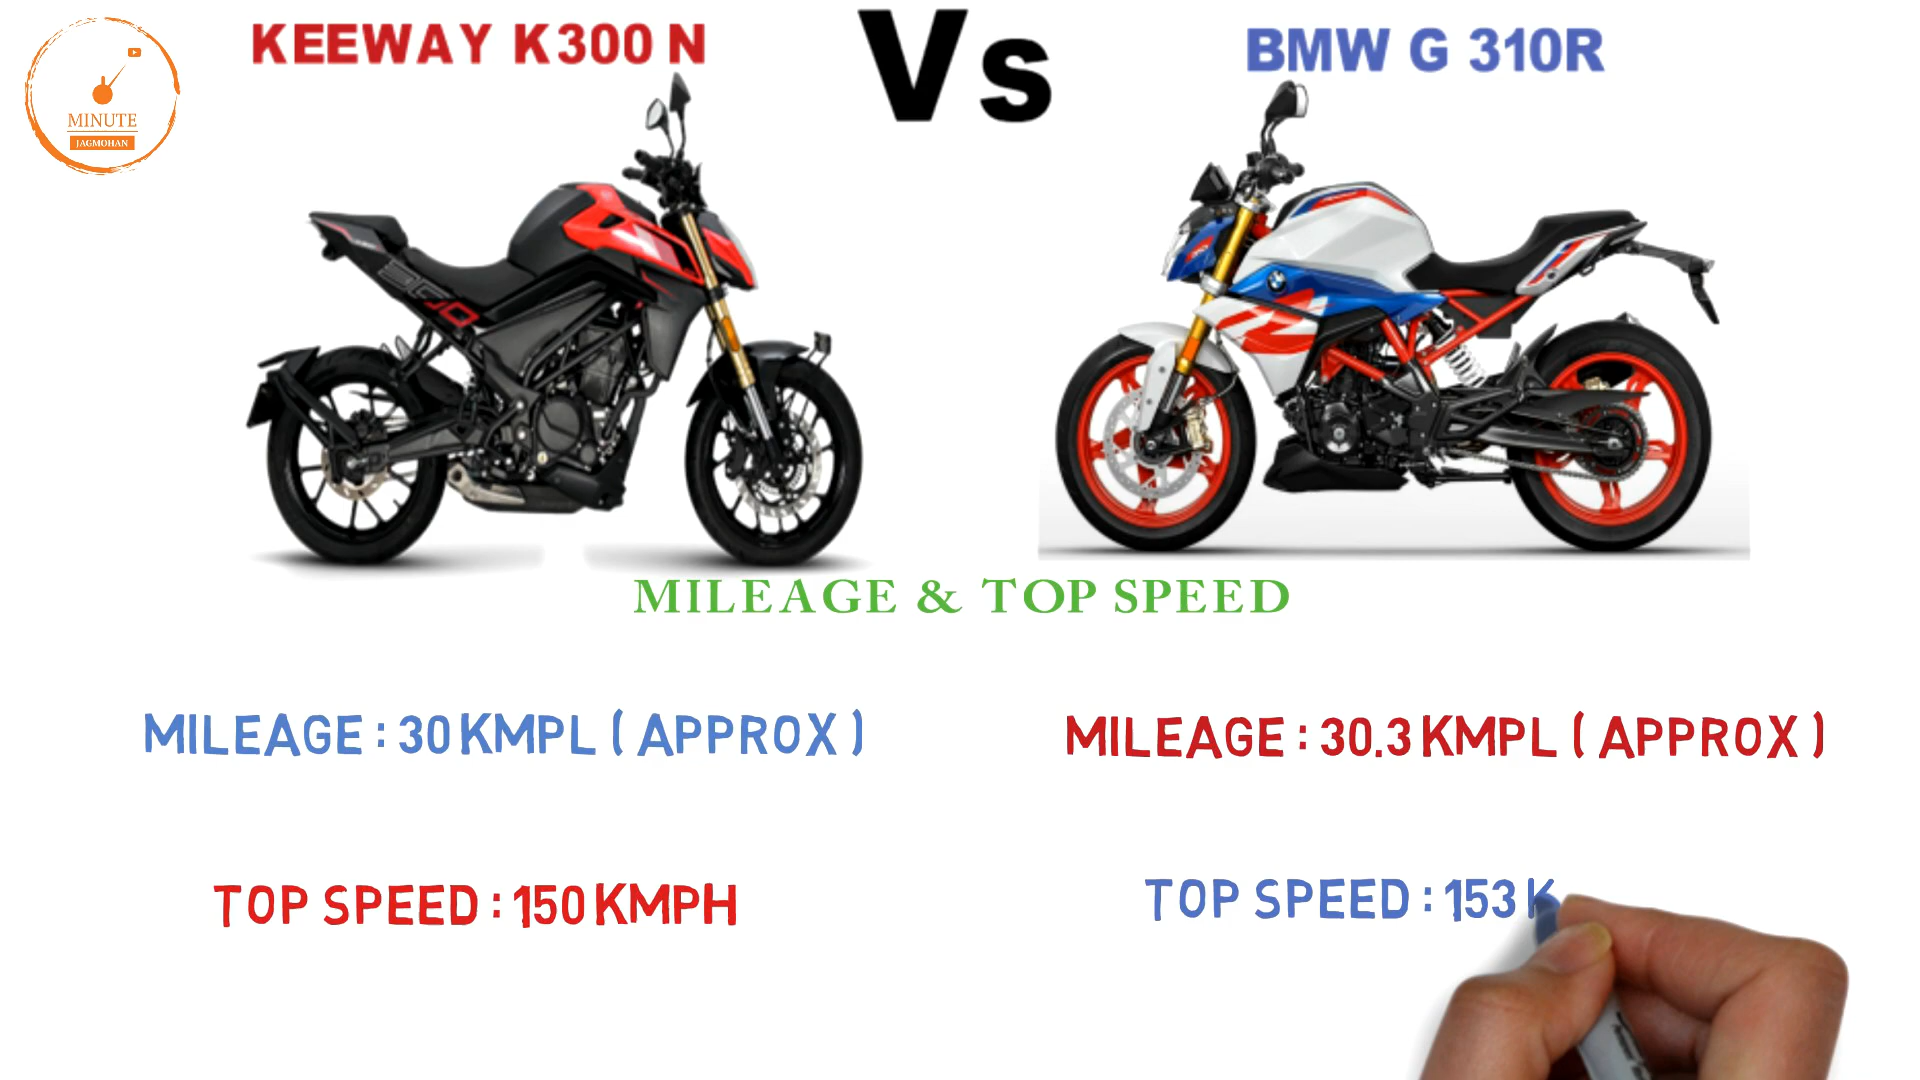 KEEWAY K300 N
Vs
BMW G 310R
MINUTE
JAGMOHAN
300
MILEAGE & TOP SPEED
MILEAGE : 30 KMPL ( APPROX )
MILEAGE : 30.3 KMPL ( APPROX )
TOP SPEED : 150 KMPH
TOP SPEED : 153 K